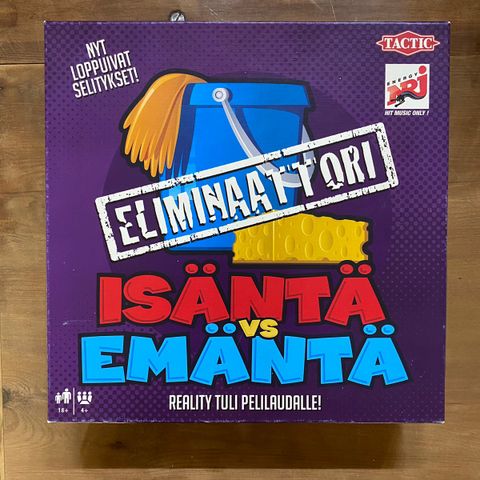 NYT
LOPPUIVAT
SELITYKSET!
TACTIC
ENERGY
NRJ
HIT MUSIC ONLY!
ELIMINAATTORI
ISÄNTÄ
VS
EMÄNTÄ
REALITY TULI PELILAUDALLE!
18+
4+